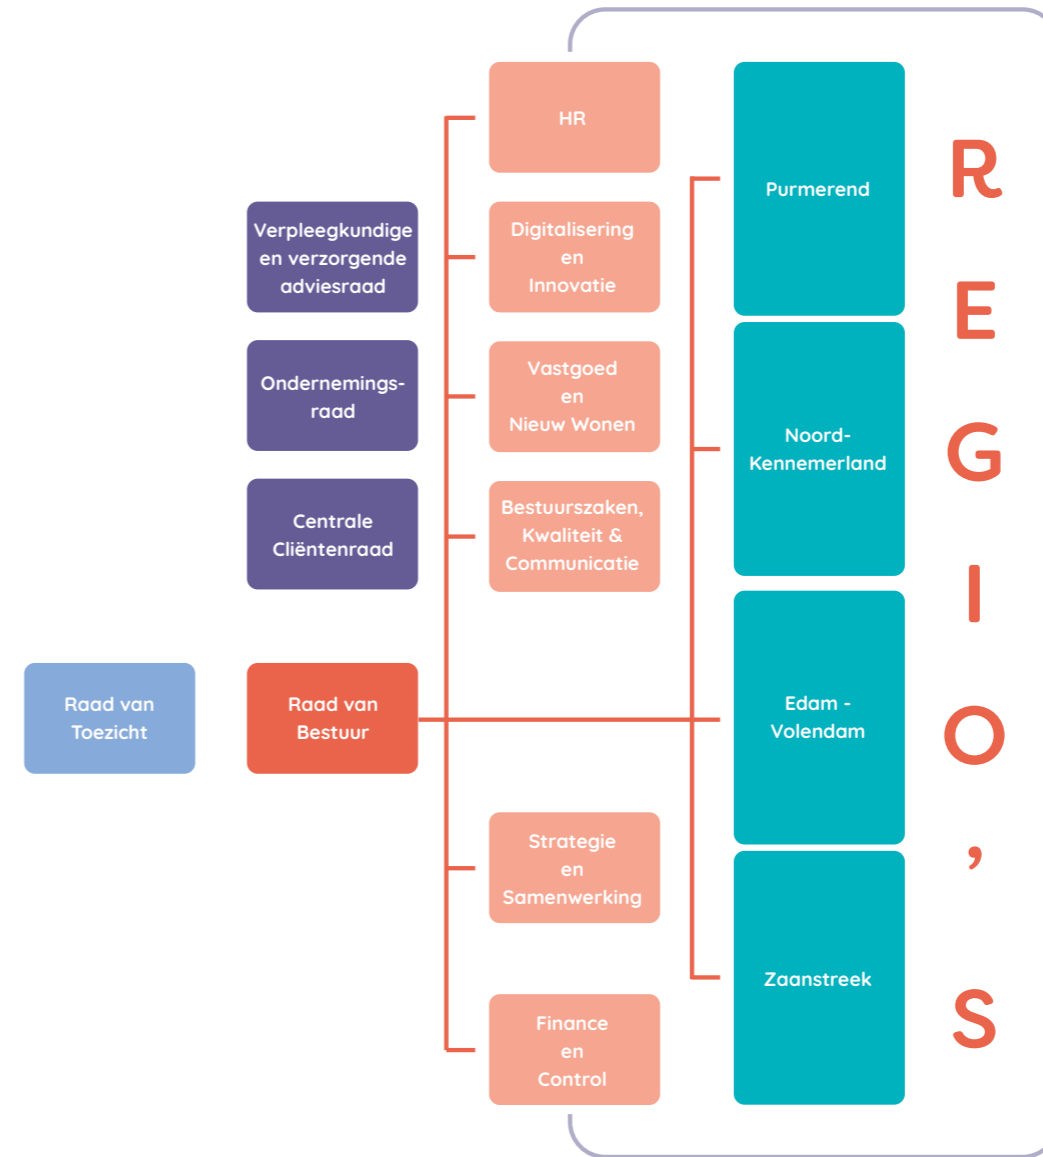 HR
Digitalisering
en
Innovatie
Vastgoed
en
Nieuw Wonen
Bestuurszaken,
Kwaliteit &
Communicatie
Verpleegkundige
en verzorgende
adviesraad
Ondernemings-
raad
Centrale
Cliëntenraad
Raad van
Toezicht
Raad van
Bestuur
Strategie
en
Samenwerking
Finance
en
Control
Purmerend
Noord-
Kennemerland
Edam -
Volendam
Zaanstreek
R
E
G
I
O
’
S